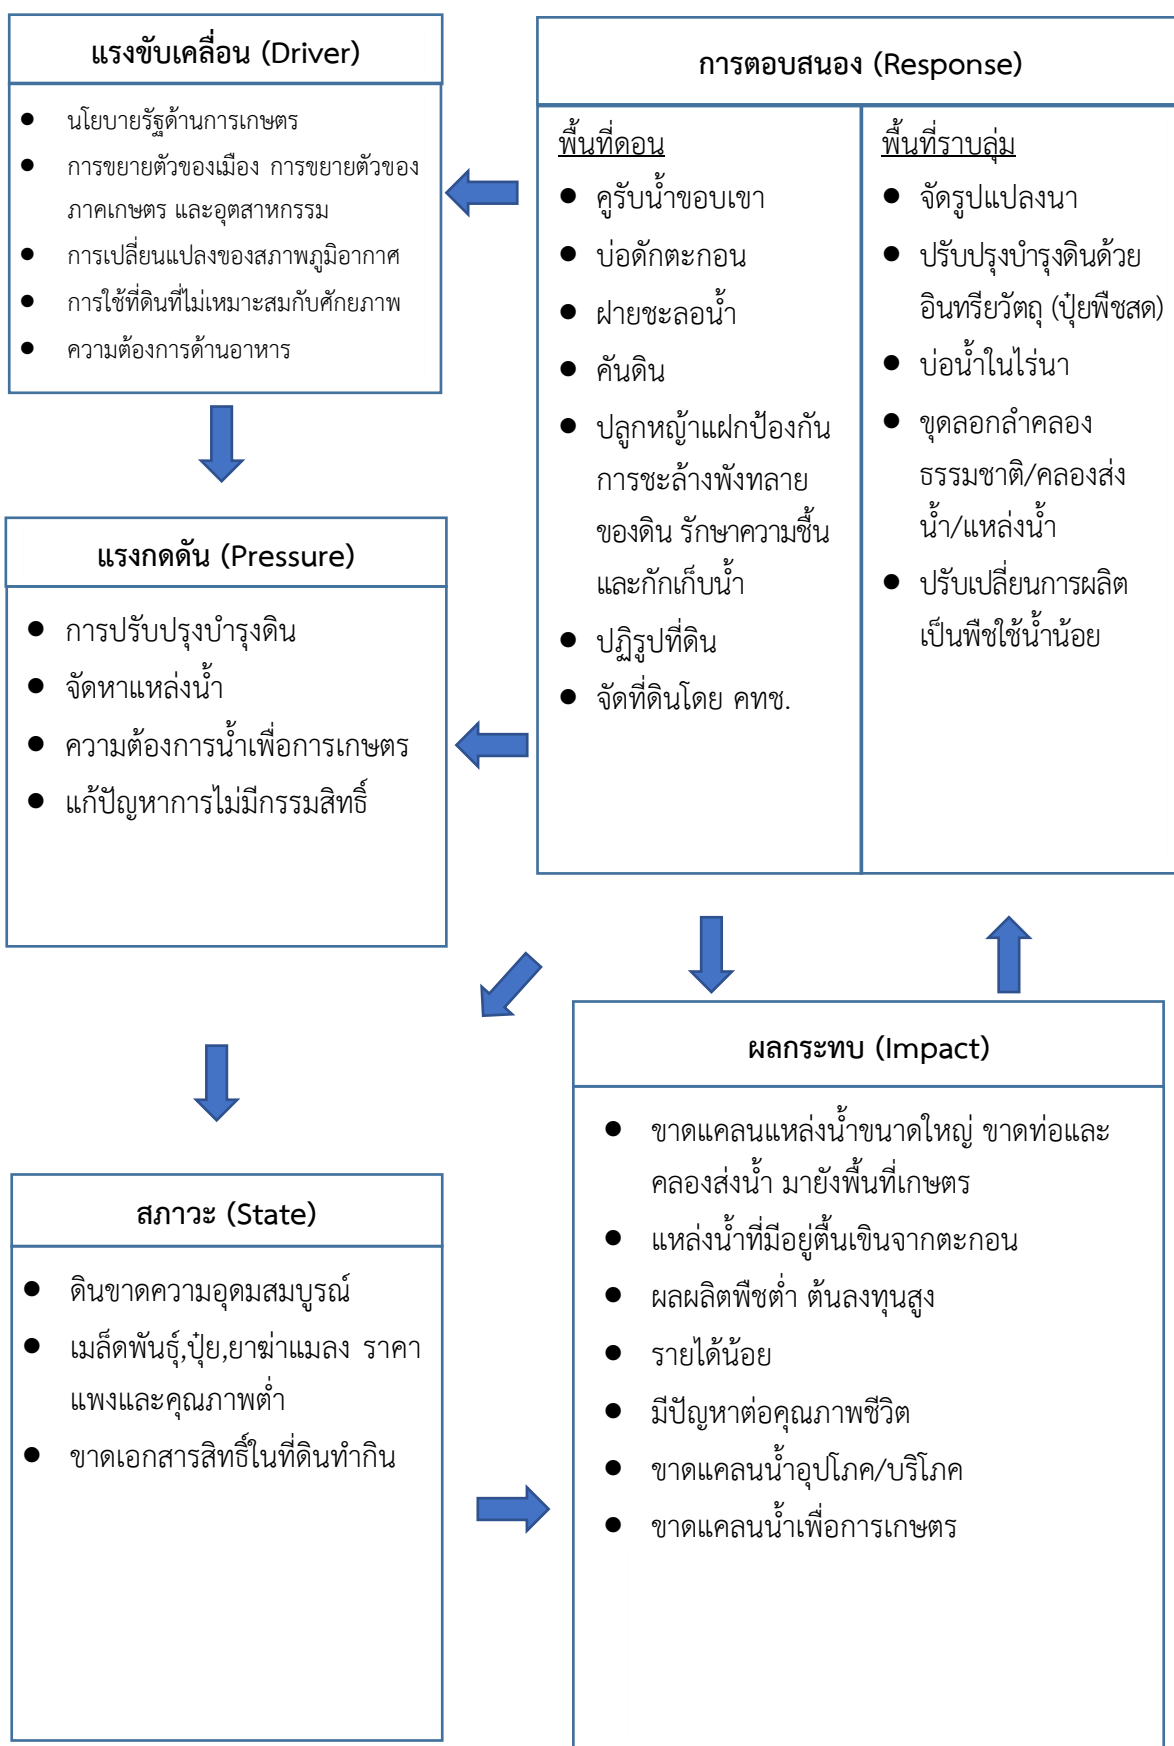 แรงขับเคลื่อน (Driver)
● นโยบายรัฐด้านการเกษตร
● การขยายตัวของเมือง การขยายตัวของ
ภาคเกษตร และอุตสาหกรรม
● การเปลี่ยนแปลงของสภาพภูมิอากาศ
● การใช้ที่ดินที่ไม่เหมาะสมกับศักยภาพ
● ความต้องการด้านอาหาร
การตอบสนอง (Response)
พื้นที่ดอน
● คูรับน้ำขอบเขา
● บ่อดักตะกอน
● ฝายชะลอน้ำ
● คันดิน
● ปลูกหญ้าแฝกป้องกัน
การชะล้างพังทลาย
ของดิน รักษาความชื้น
และกักเก็บน้ำ
● ปฏิรูปที่ดิน
● จัดที่ดินโดย คทช.
พื้นที่ราบลุ่ม
● จัดรูปแปลงนา
● ปรับปรุงบำรุงดินด้วย
อินทรียวัตถุ (ปุ๋ยพืชสด)
● บ่อน้ำในไร่นา
● ขุดลอกลำคลอง
ธรรมชาติ/คลองส่ง
น้ำ/แหล่งน้ำ
● ปรับเปลี่ยนการผลิต
เป็นพืชใช้น้ำน้อย
แรงกดดัน (Pressure)
● การปรับปรุงบำรุงดิน
● จัดหาแหล่งน้ำ
● ความต้องการน้ำเพื่อการเกษตร
● แก้ปัญหาการไม่มีกรรมสิทธิ์
สภาวะ (State)
● ดินขาดความอุดมสมบูรณ์
● เมล็ดพันธุ์,ปุ๋ย,ยาฆ่าแมลง ราคา
แพงและคุณภาพต่ำ
● ขาดเอกสารสิทธิ์ในที่ดินทำกิน
ผลกระทบ (Impact)
● ขาดแคลนแหล่งน้ำขนาดใหญ่ ขาดท่อและ
คลองส่งน้ำ มายังพื้นที่เกษตร
● แหล่งน้ำที่มีอยู่ตื้นเขินจากตะกอน
● ผลผลิตพืชต่ำ ต้นลงทุนสูง
● รายได้น้อย
● มีปัญหาต่อคุณภาพชีวิต
● ขาดแคลนน้ำอุปโภค/บริโภค
● ขาดแคลนน้ำเพื่อการเกษตร